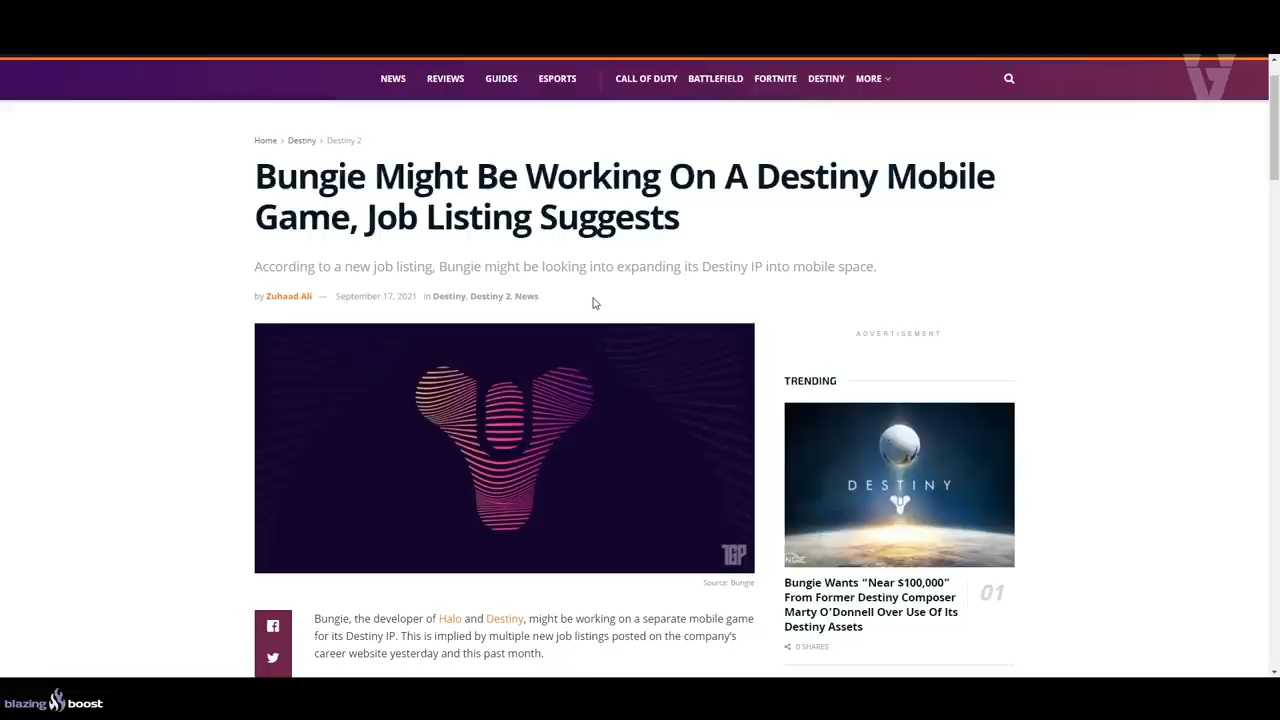 NEWS REVIEWS GUIDES ESPORTS CALL OF DUTY BATTLEFIELD FORTNITE DESTINY MORE
Home > Destiny > Destiny 2
Bungie Might Be Working On A Destiny Mobile
Game, Job Listing Suggests
According to a new job listing, Bungie might be looking into expanding its Destiny IP into mobile space.
by Zuhaad Ali — September 17, 2021 in Destiny, Destiny 2, News
TGP
Source: Bungie
Bungie, the developer of Halo and Destiny, might be working on a separate mobile game
for its Destiny IP. This is implied by multiple new job listings posted on the company's
career website yesterday and this past month.
ADVERTISEMENT
TRENDING
DESTINY
Bungie Wants “Near $100,000”
From Former Destiny Composer
Marty O'Donnell Over Use Of Its
Destiny Assets
01
0 SHARES
blazing boost